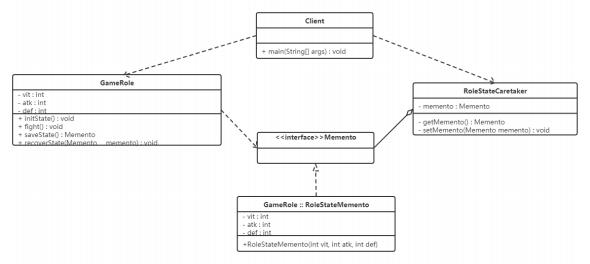 Client
+ main(String[] args) : void
GameRole
- vit : int
- atk : int
- def : int
+ initState() : void
+ fight() : void
+ saveState() : Memento
+ recoverState(Memento memento) : void
RoleStateCaretaker
- memento : Memento
- getMemento() : Memento
- setMemento(Memento memento) : void
<<interface>>Memento
GameRole :: RoleStateMemento
- vit : int
- atk : int
- def : int
+RoleStateMemento(int vit, int atk, int def)